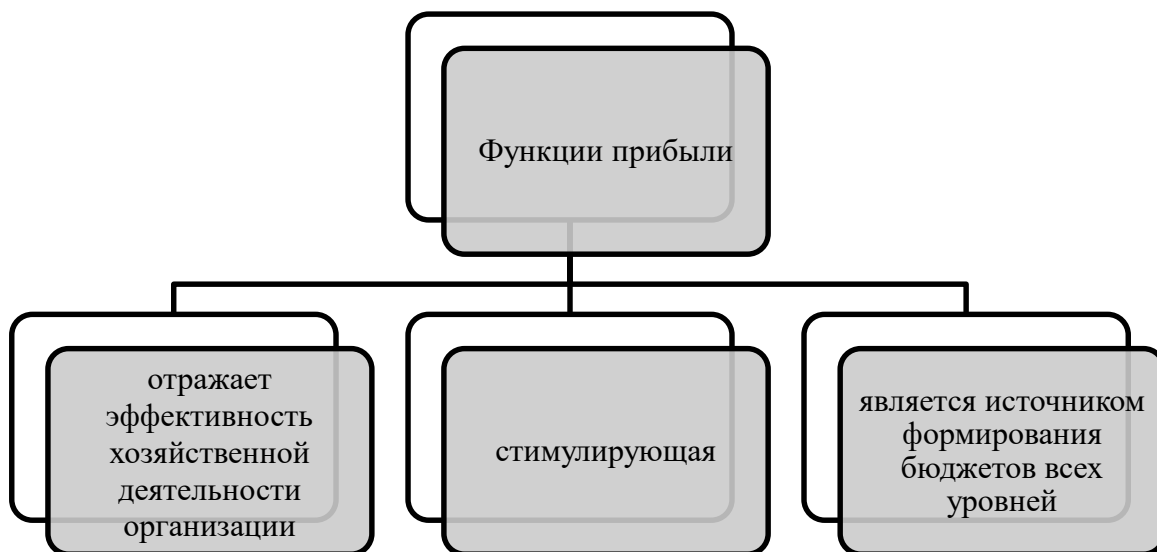 Функции прибыли
отражает
эффективность
хозяйственной
деятельности
организации
стимулирующая
является источником
формирования
бюджетов всех
уровней